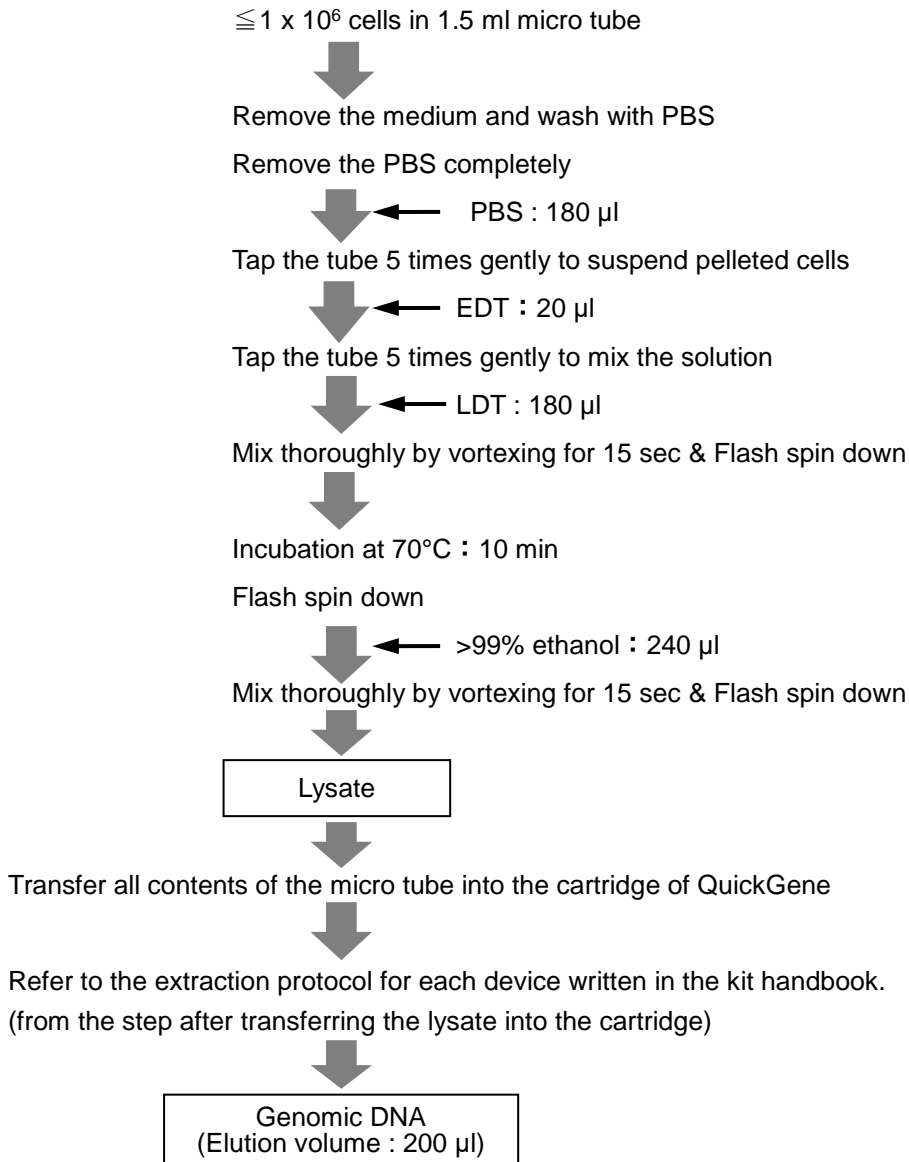 ≦1 x 10⁶ cells in 1.5 ml micro tube
Remove the medium and wash with PBS
Remove the PBS completely
PBS : 180 µl
Tap the tube 5 times gently to suspend pelleted cells
EDT：20 µl
Tap the tube 5 times gently to mix the solution
LDT : 180 µl
Mix thoroughly by vortexing for 15 sec & Flash spin down
Incubation at 70°C：10 min
Flash spin down
>99% ethanol：240 µl
Mix thoroughly by vortexing for 15 sec & Flash spin down
Lysate
Transfer all contents of the micro tube into the cartridge of QuickGene
Refer to the extraction protocol for each device written in the kit handbook.
(from the step after transferring the lysate into the cartridge)
Genomic DNA
(Elution volume : 200 µl)